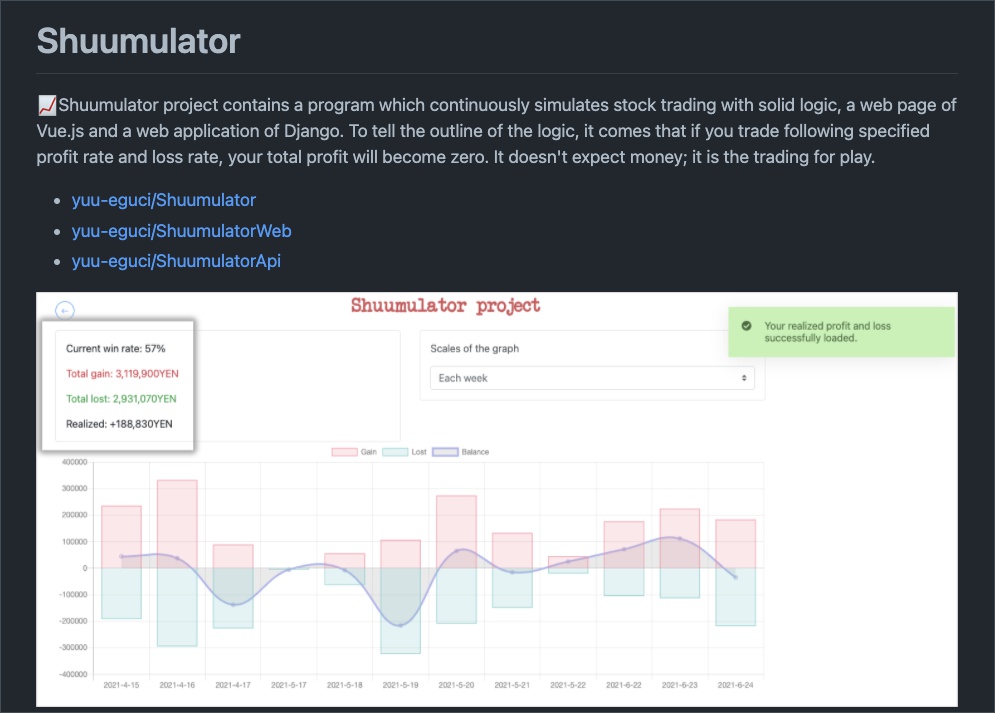 Shuumulator
📈Shuumulator project contains a program which continuously simulates stock trading with solid logic, a web page of
Vue.js and a web application of Django. To tell the outline of the logic, it comes that if you trade following specified
profit rate and loss rate, your total profit will become zero. It doesn't expect money; it is the trading for play.
yuu-eguci/Shuumulator
yuu-eguci/ShuumulatorWeb
yuu-eguci/ShuumulatorApi
Shuumulator project
Your realized profit and loss
successfully loaded.
Current win rate: 57%
Total gain: 3,119,900YEN
Total lost: 2,931,070YEN
Realized: +188,830YEN
Scales of the graph
Each week
Gain Lost Balance
400000
300000
200000
100000
0
-100000
-200000
-300000
-400000
2021-4-15 2021-4-16 2021-4-17 2021-5-17 2021-5-18 2021-5-19 2021-5-20 2021-5-21 2021-5-22 2021-6-22 2021-6-23 2021-6-24